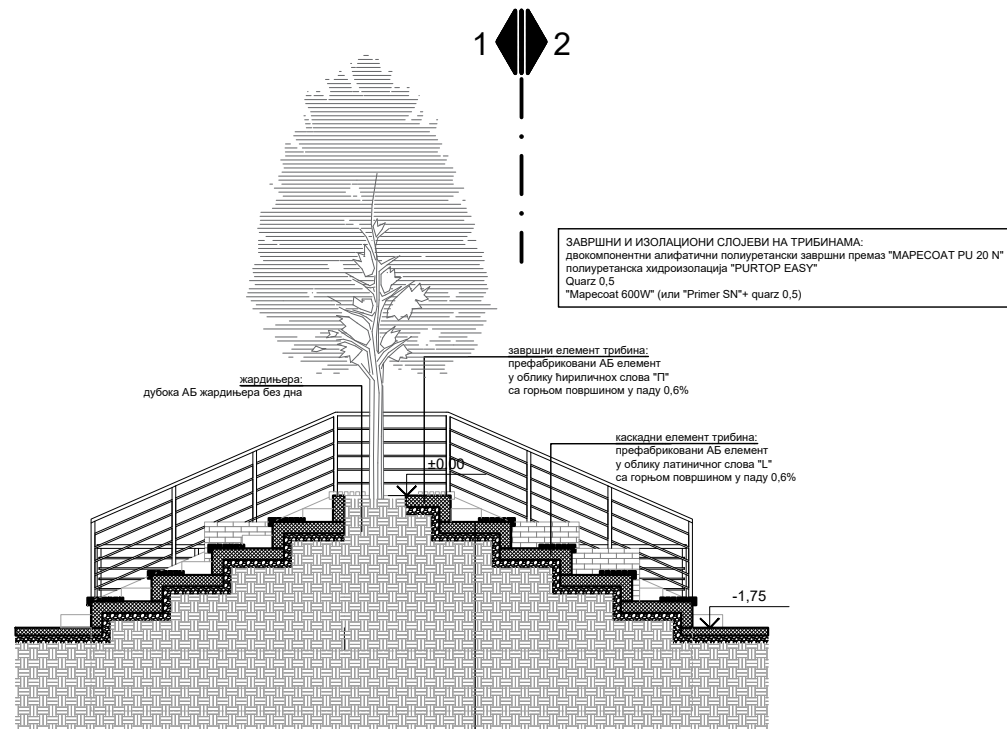 1 2
ЗАВРШНИ И ИЗОЛАЦИОНИ СЛОЈЕВИ НА ТРИБИНАМА:
двокомпонентни алифатични полиуретански завршни премаз "MAPECOAT PU 20 N"
полиуретанска хидроизолација "PURTOP EASY"
Quarz 0,5
"Mapecoat 600W" (или "Primer SN"+ quarz 0,5)
завршни елемент трибина:
префабриковани АБ елемент
у облику ћириличних слова "П"
са горњом површином у паду 0,6%
жардињера:
дубока АБ жардињера без дна
каскадни елемент трибина:
префабриковани АБ елемент
у облику латиничног слова "L"
са горњом површином у паду 0,6%
±0,00
-1,75